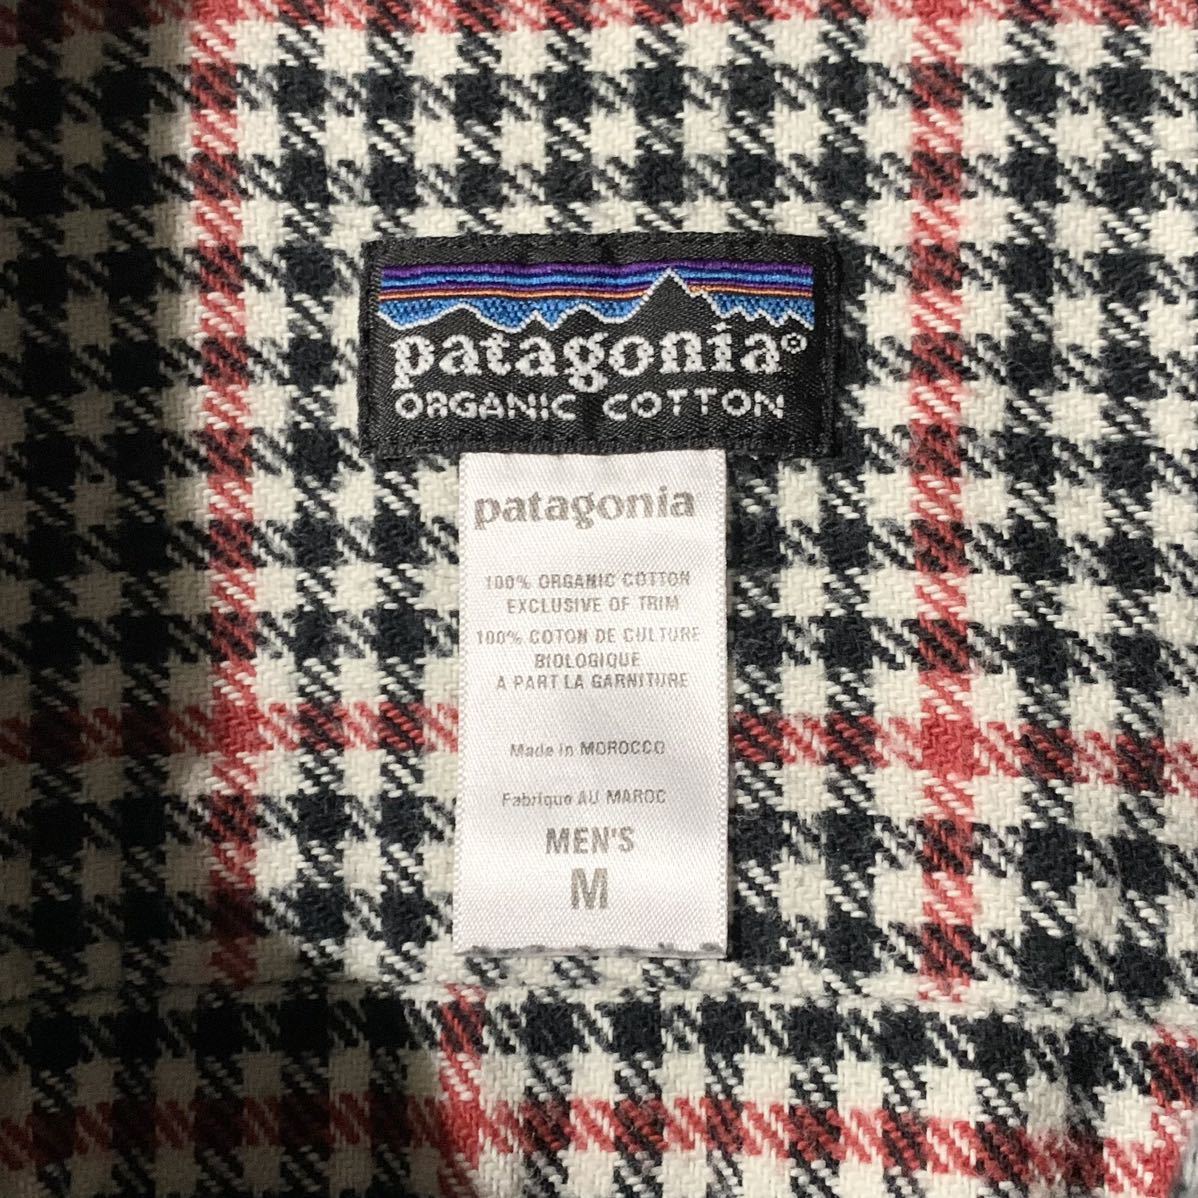 patagonia®
ORGANIC COTTON
patagonia
100% ORGANIC COTTON
EXCLUSIVE OF TRIM
100% COTON DE CULTURE
BIOLOGIQUE
A PART LA GARNITURE
Made in MOROCCO
Fabrique AU MAROC
MEN'S
M